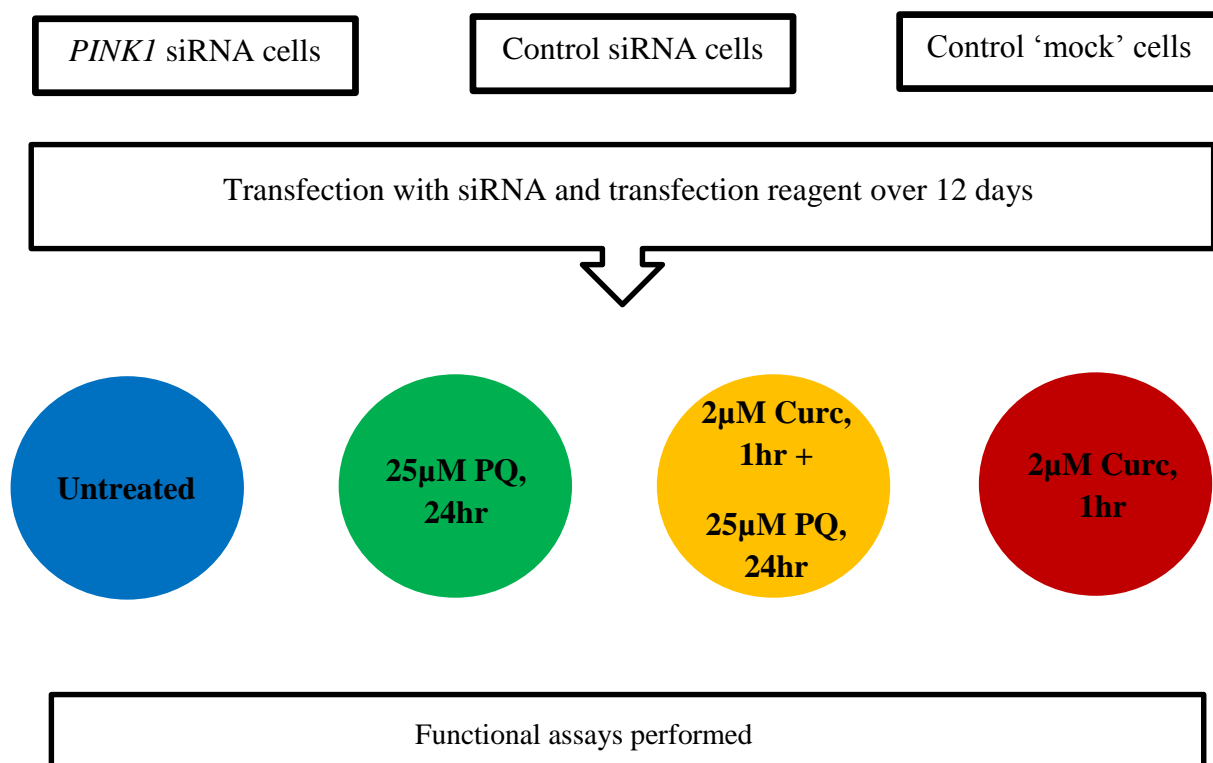 PINK1 siRNA cells
Control siRNA cells
Control ‘mock’ cells
Transfection with siRNA and transfection reagent over 12 days
Untreated
25µM PQ,
24hr
2µM Curc,
1hr +
25µM PQ,
24hr
2µM Curc,
1hr
Functional assays performed